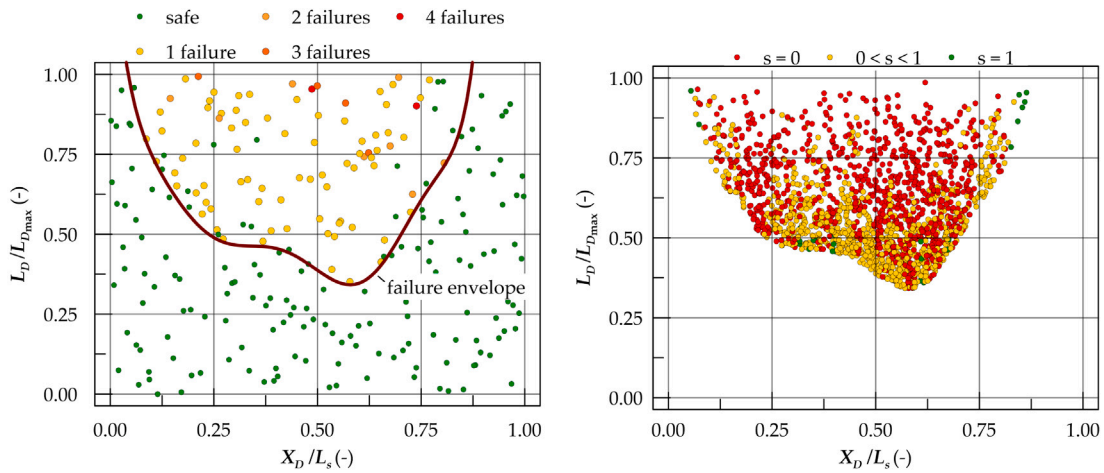 safe
2 failures
4 failures
1 failure
3 failures
1.00
0.75
0.50
0.25
0.00
L_D /L_Dmax (-)
failure envelope
0.00 0.25 0.50 0.75 1.00
X_D /L_s (-)
s = 0
0 < s < 1
s = 1
1.00
0.75
0.50
0.25
0.00
L_D /L_Dmax (-)
0.00 0.25 0.50 0.75 1.00
X_D /L_s (-)